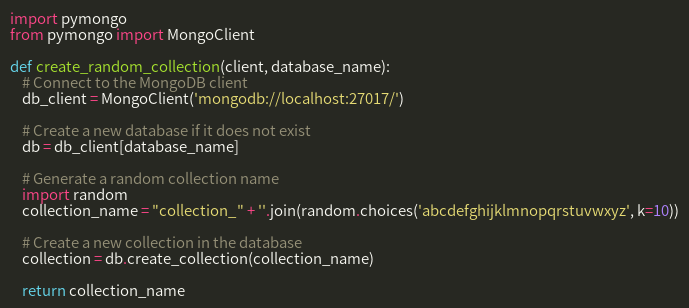 import pymongo
from pymongo import MongoClient

def create_random_collection(client, database_name):
    # Connect to the MongoDB client
    db_client = MongoClient('mongodb://localhost:27017/')

    # Create a new database if it does not exist
    db = db_client[database_name]

    # Generate a random collection name
    import random
    collection_name = "collection_" + ''.join(random.choices('abcdefghijklmnopqrstuvwxyz', k=10))

    # Create a new collection in the database
    collection = db.create_collection(collection_name)

    return collection_name